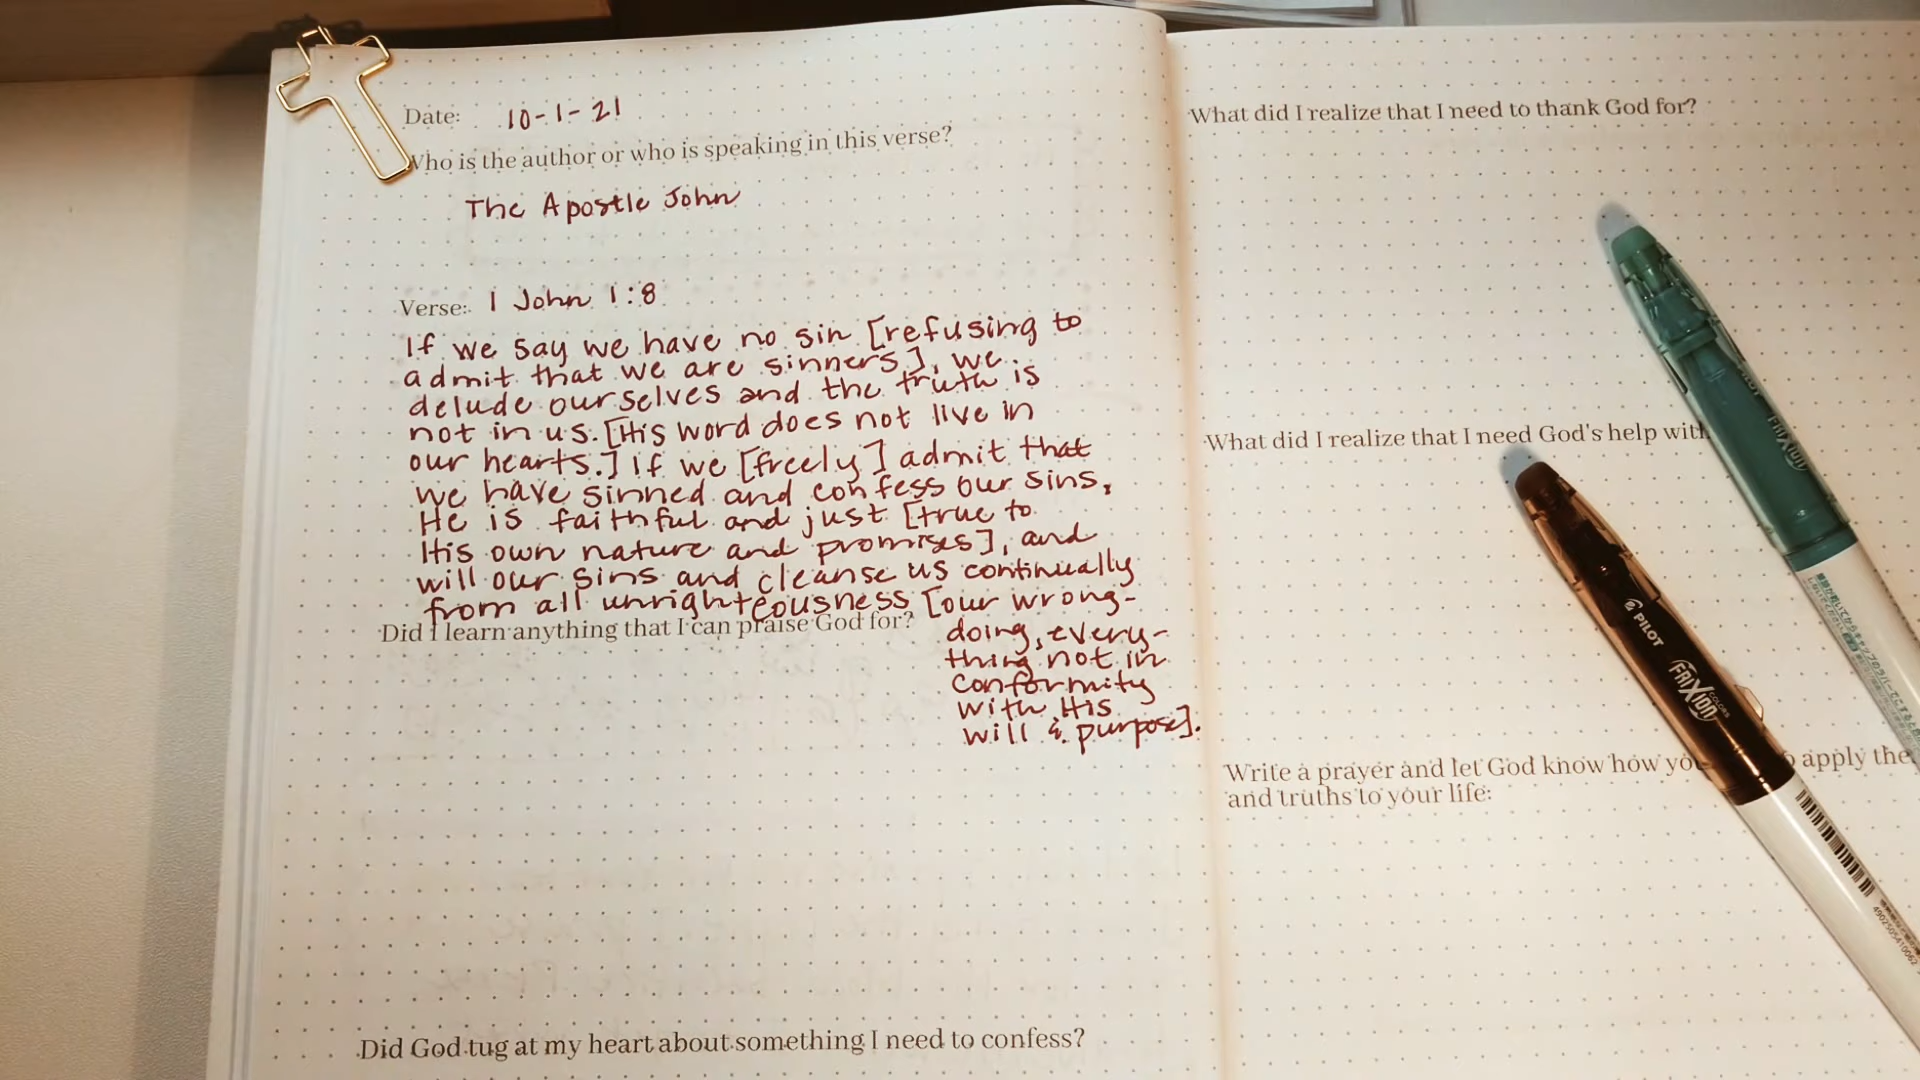 Date: 10-1-21
Who is the author or who is speaking in this verse?
The Apostle John
Verse: 1 John 1:8
If we say we have no sin [refusing to
admit that we are sinners], we
delude ourselves and the truth is
not in us. [His word does not live in
our hearts.] If we [freely] admit that
we have sinned and confess our sins,
He is faithful and just [true to
His own nature and promises], and
will our sins and cleanse us continually
from all unrighteousness [our wrong-
doing, every-
thing not in
conformity
with His
will & purpose].
Did I learn anything that I can praise God for?
Did God tug at my heart about something I need to confess?
What did I realize that I need to thank God for?
What did I realize that I need God's help with
Write a prayer and let God know how yo apply the
and truths to your life:
PILOT
FRIXION
COLORS
PILOT
FRIXION
4902505410062